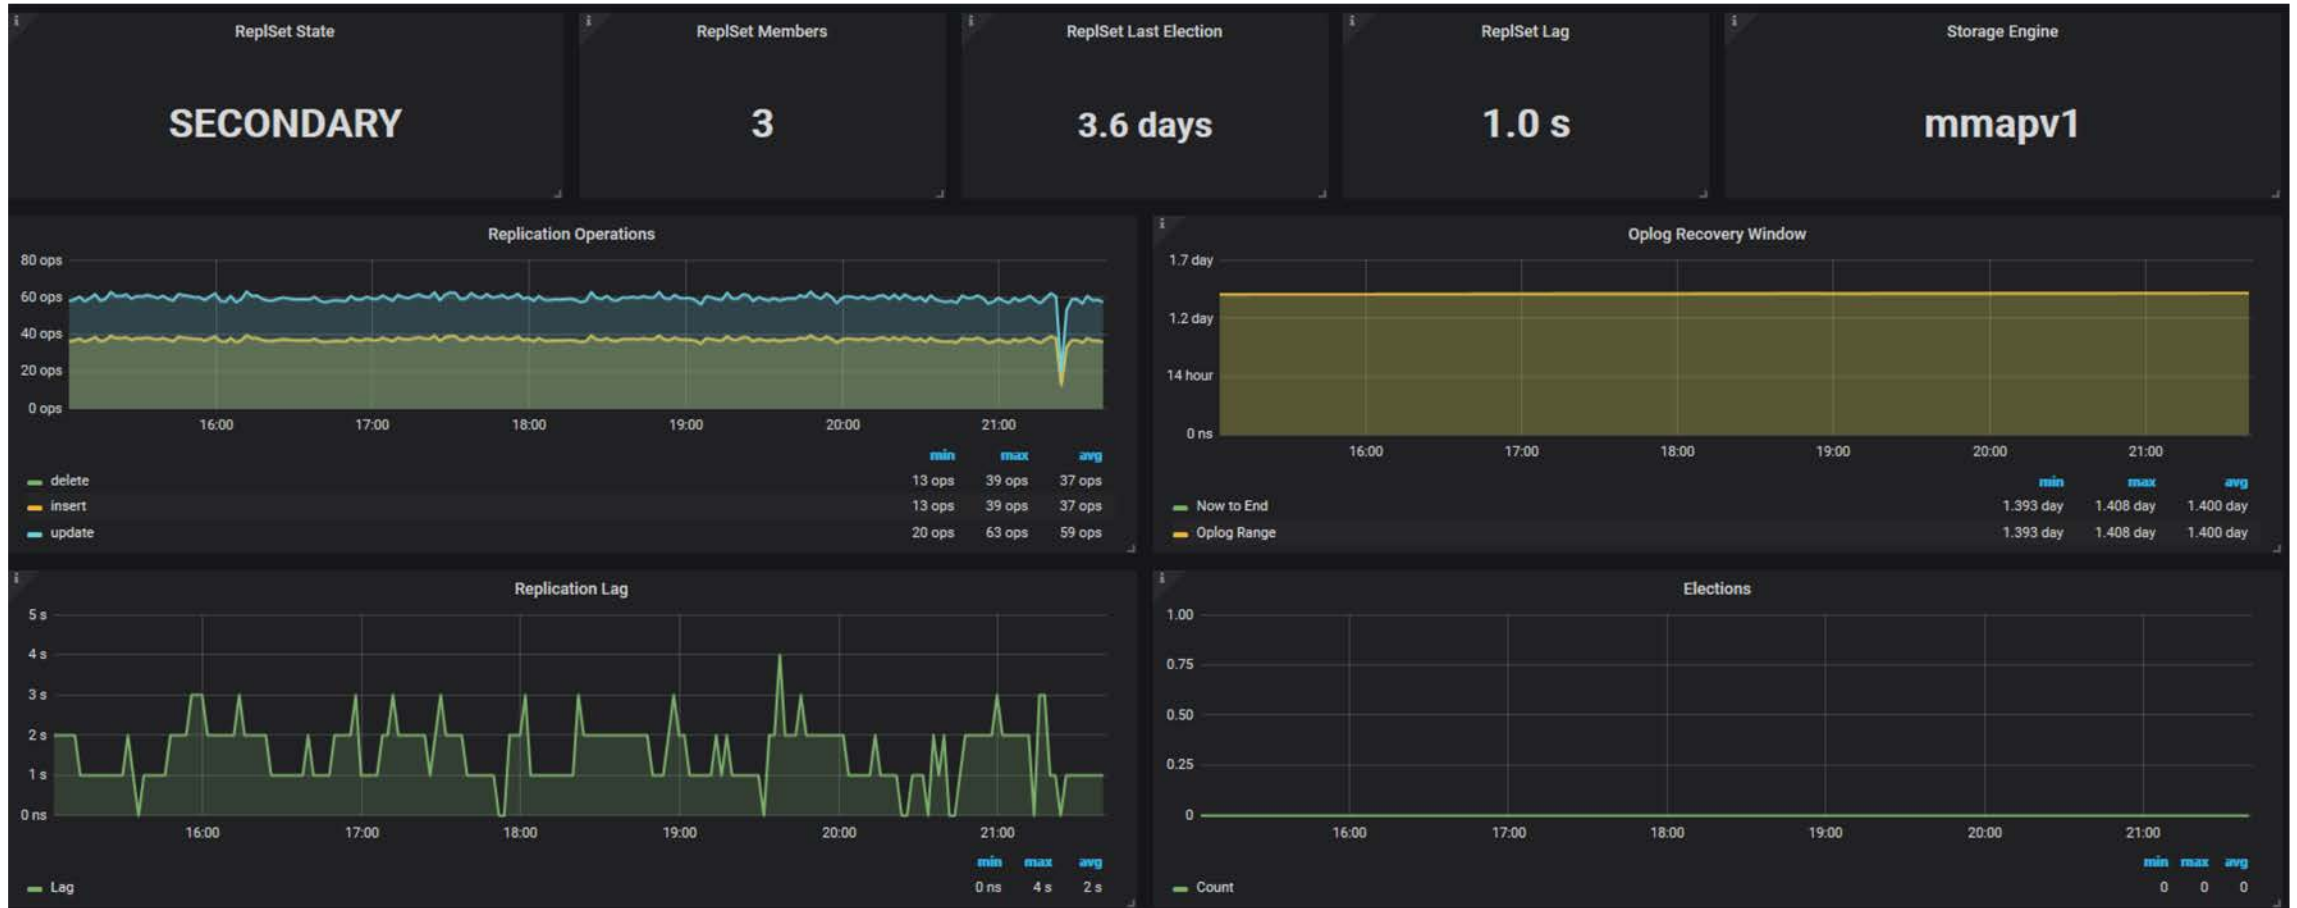 ReplSet State
SECONDARY
ReplSet Members
3
ReplSet Last Election
3.6 days
ReplSet Lag
1.0 s
Storage Engine
mmapv1
Replication Operations
80 ops
60 ops
40 ops
20 ops
0 ops
16:00 17:00 18:00 19:00 20:00 21:00
min max avg
delete 13 ops 39 ops 37 ops
insert 13 ops 39 ops 37 ops
update 20 ops 63 ops 59 ops
Oplog Recovery Window
1.7 day
1.2 day
14 hour
0 ns
16:00 17:00 18:00 19:00 20:00 21:00
min max avg
Now to End 1.393 day 1.408 day 1.400 day
Oplog Range 1.393 day 1.408 day 1.400 day
Replication Lag
5 s
4 s
3 s
2 s
1 s
0 ns
16:00 17:00 18:00 19:00 20:00 21:00
min max avg
Lag 0 ns 4 s 2 s
Elections
1.00
0.75
0.50
0.25
0
16:00 17:00 18:00 19:00 20:00 21:00
min max avg
Count 0 0 0